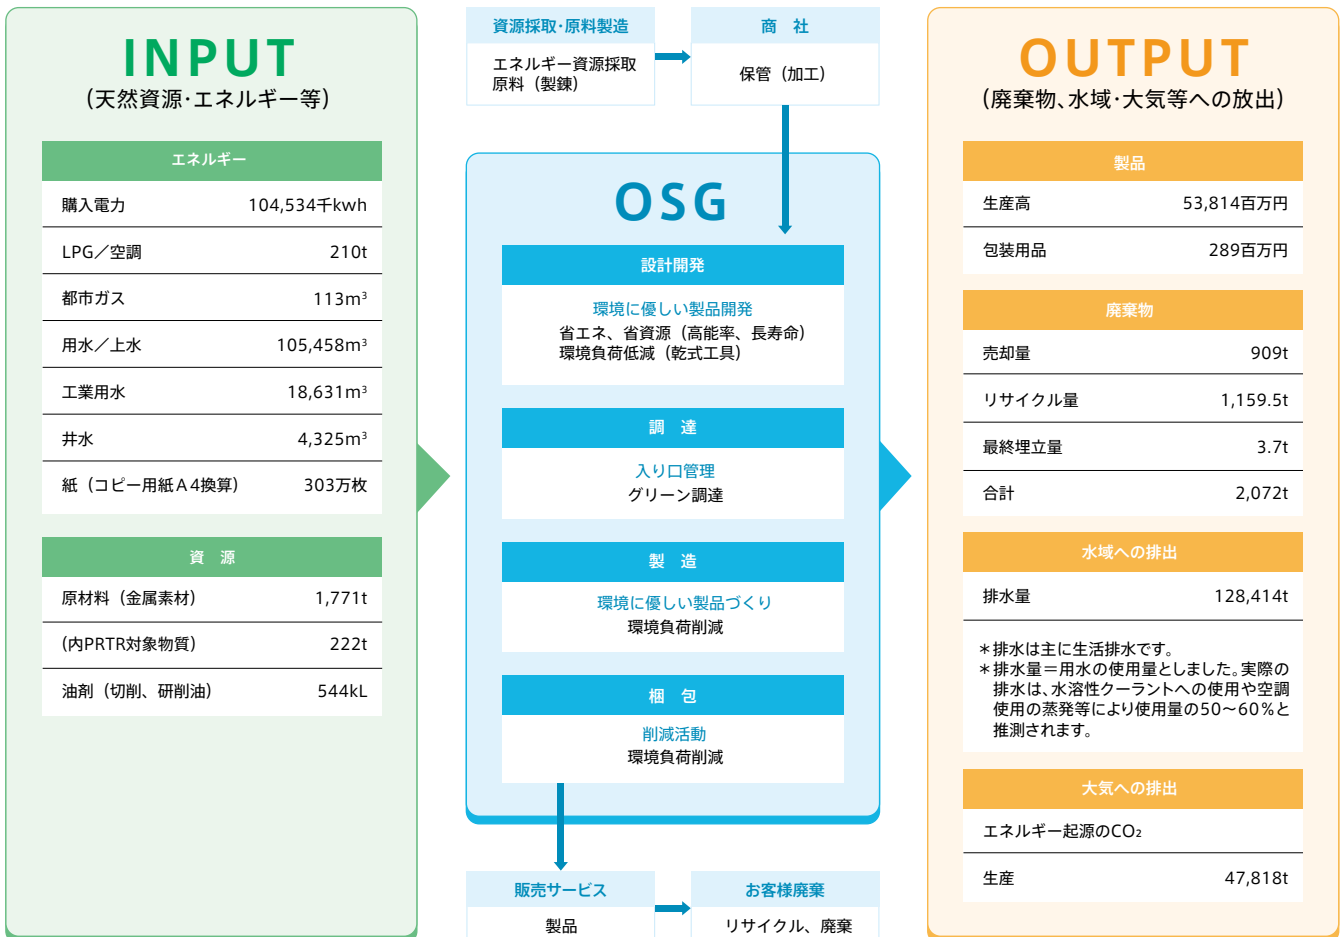 INPUT
(天然資源･エネルギー等)
エネルギー
購入電力 104,534千kwh
LPG／空調 210t
都市ガス 113m³
用水／上水 105,458m³
工業用水 18,631m³
井水 4,325m³
紙（コピー用紙Ａ４換算） 303万枚
資　源
原材料（金属素材） 1,771t
(内PRTR対象物質) 222t
油剤（切削、研削油） 544kL
資源採取･原料製造
エネルギー資源採取
原料（製錬）
商　社
保管（加工）
OSG
設計開発
環境に優しい製品開発
省エネ、省資源（高能率、長寿命）
環境負荷低減（乾式工具）
調　達
入り口管理
グリーン調達
製　造
環境に優しい製品づくり
環境負荷削減
梱　包
削減活動
環境負荷削減
販売サービス
製品
お客様廃棄
リサイクル、廃棄
OUTPUT
(廃棄物、水域･大気等への放出)
製品
生産高 53,814百万円
包装用品 289百万円
廃棄物
売却量 909t
リサイクル量 1,159.5t
最終埋立量 3.7t
合計 2,072t
水域への排出
排水量 128,414t
＊排水は主に生活排水です。
＊排水量＝用水の使用量としました。実際の
排水は、水溶性クーラントへの使用や空調
使用の蒸発等により使用量の50～60％と
推測されます。
大気への排出
エネルギー起源のCO₂
生産 47,818t